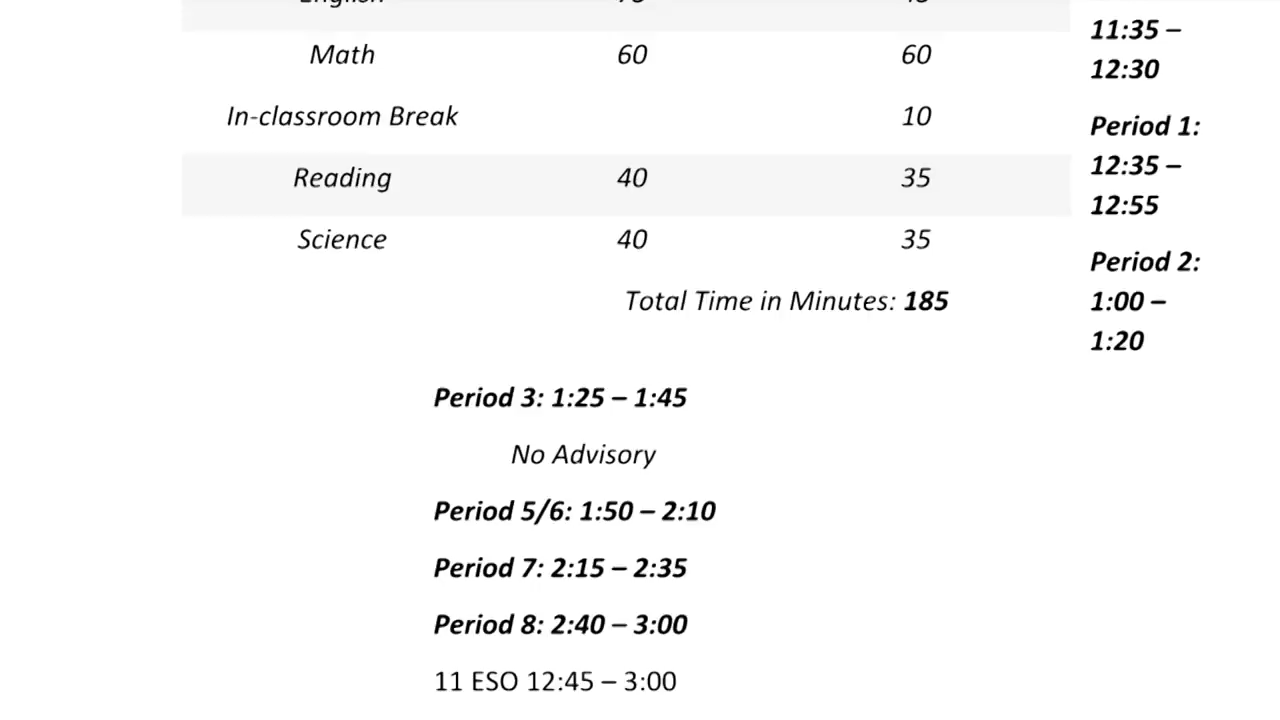 English 75 45
Math 60 60
In-classroom Break 10
Reading 40 35
Science 40 35
Total Time in Minutes: 185
11:35 –
12:30
Period 1:
12:35 –
12:55
Period 2:
1:00 –
1:20
Period 3: 1:25 – 1:45
No Advisory
Period 5/6: 1:50 – 2:10
Period 7: 2:15 – 2:35
Period 8: 2:40 – 3:00
11 ESO 12:45 – 3:00